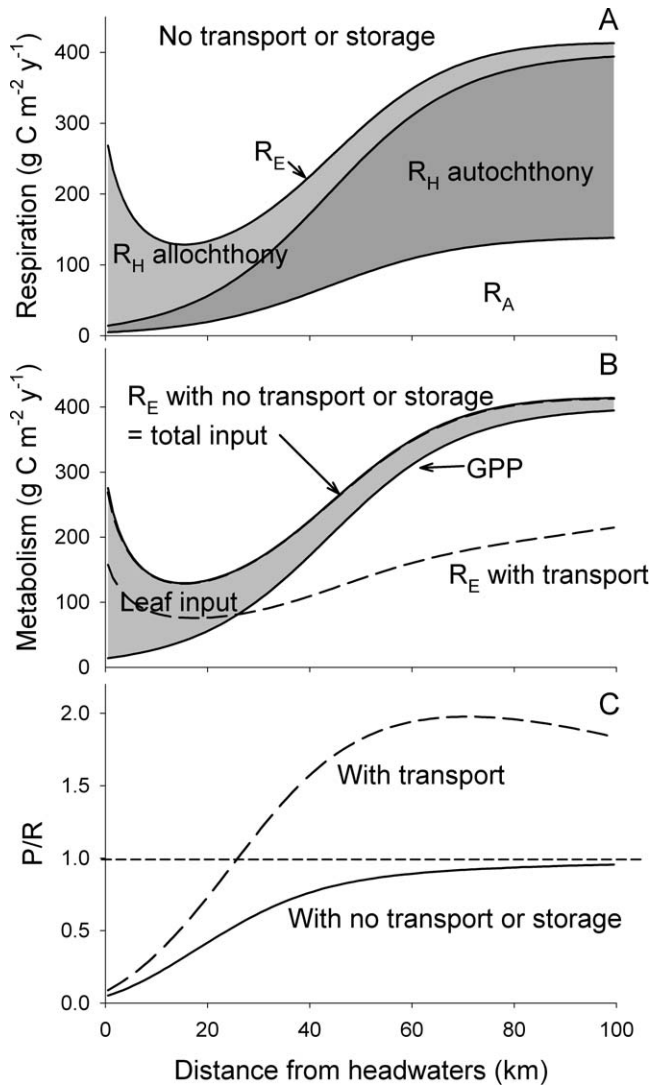 A
No transport or storage
400
300
200
100
0
Respiration (g C m⁻² y⁻¹)
R_E
R_H autochthony
R_H allochthony
R_A
B
R_E with no transport or storage
= total input
400
300
200
100
0
Metabolism (g C m⁻² y⁻¹)
GPP
Leaf input
R_E with transport
C
2.0
1.5
1.0
0.5
0.0
P/R
With transport
With no transport or storage
0 20 40 60 80 100
Distance from headwaters (km)